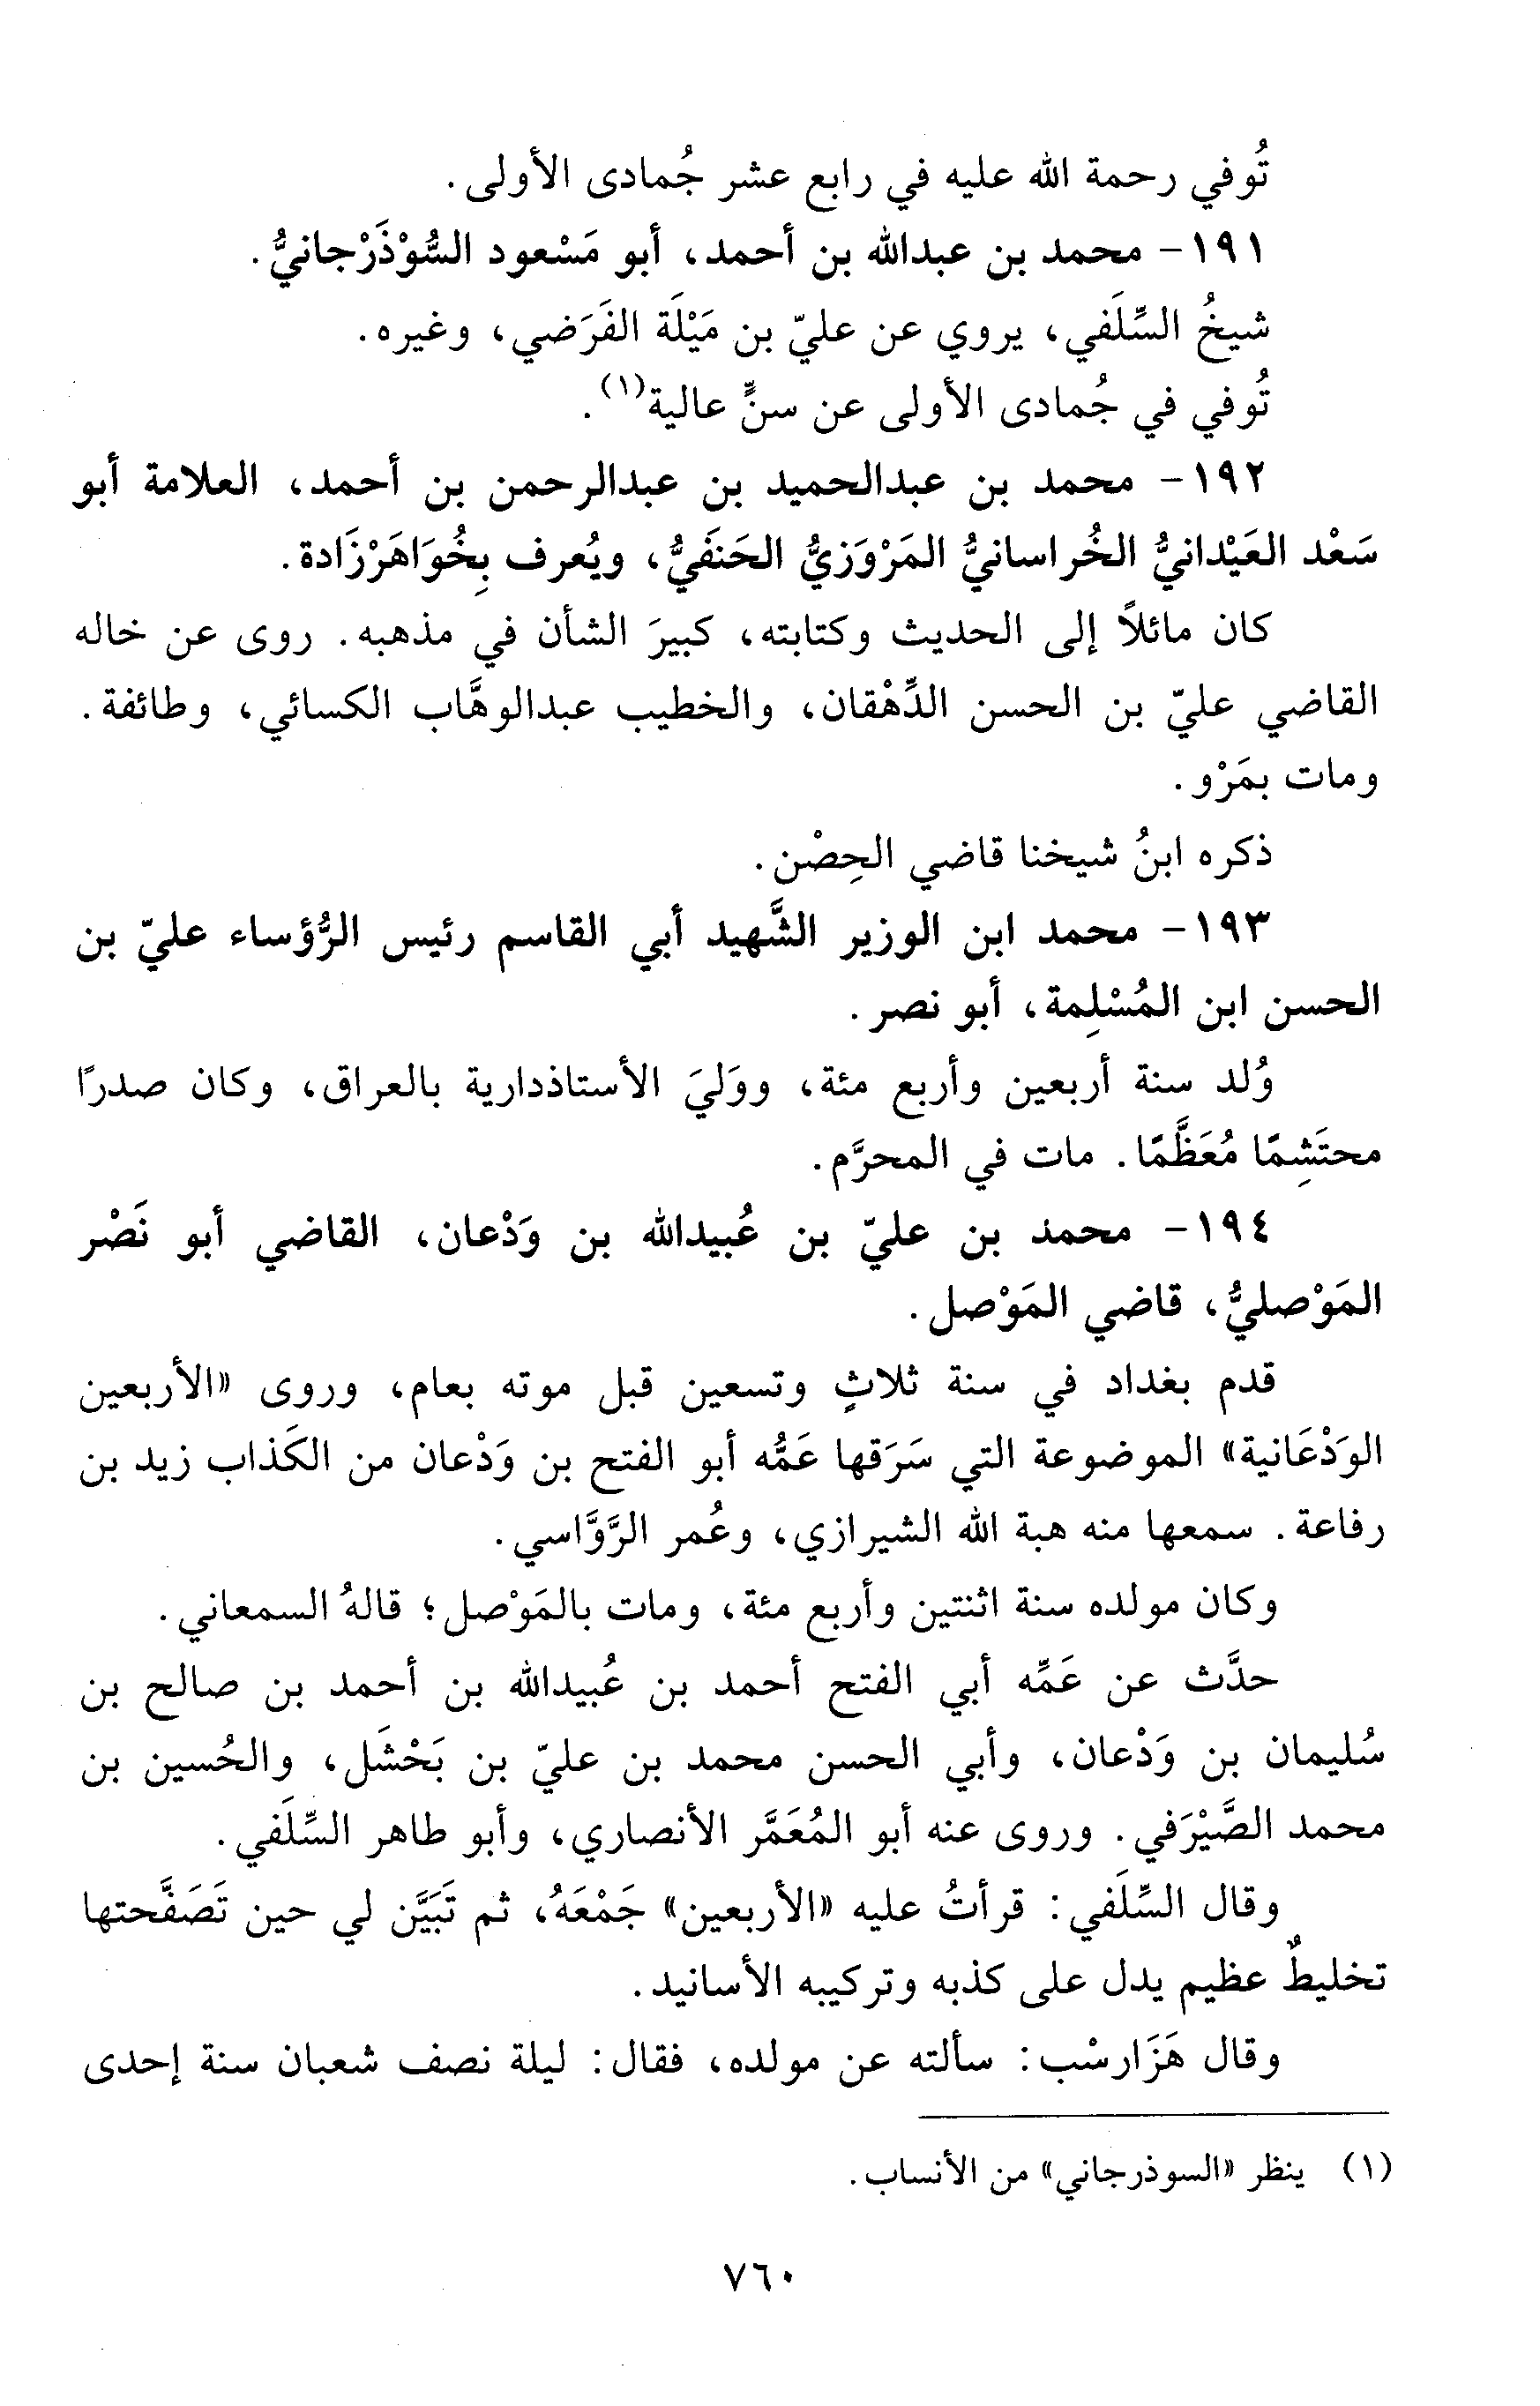 تُوفي رحمة الله عليه في رابع عشر جُمادى الأولى.
١٩١- محمد بن عبدالله بن أحمد، أبو مَسْعود السُّوْذَرْجانيُّ.
شيخُ السِّلَفي، يروي عن عليّ بن مَيْلَة الفَرَضي، وغيره.
تُوفي في جُمادى الأولى عن سنٍّ عالية(١).
١٩٢- محمد بن عبدالحميد بن عبدالرحمن بن أحمد، العلامة أبو
سَعْد العَيْدانيُّ الخُراسانيُّ المَرْوَزيُّ الحَنَفيُّ، ويُعرف بِخُوَاهَرْزَادة.
كان مائلاً إلى الحديث وكتابته، كبيرَ الشأن في مذهبه. روى عن خاله
القاضي عليّ بن الحسن الدِّهْقان، والخطيب عبدالوهَّاب الكسائي، وطائفة.
ومات بمَرْو.
ذكره ابنُ شيخنا قاضي الحِصْن.
١٩٣- محمد ابن الوزير الشَّهيد أبي القاسم رئيس الرُّؤساء عليّ بن
الحسن ابن المُسْلِمة، أبو نصر.
وُلد سنة أربعين وأربع مئة، ووَليَ الأستاذدارية بالعراق، وكان صدرًا
محتَشِمًا مُعَظَّمًا. مات في المحرَّم.
١٩٤- محمد بن عليّ بن عُبيدالله بن وَدْعان، القاضي أبو نَصْر
المَوْصليُّ، قاضي المَوْصل.
قدم بغداد في سنة ثلاثٍ وتسعين قبل موته بعام، وروى «الأربعين
الوَدْعَانية» الموضوعة التي سَرَقها عَمُّه أبو الفتح بن وَدْعان من الكَذاب زيد بن
رفاعة. سمعها منه هبة الله الشيرازي، وعُمر الرَّوَّاسي.
وكان مولده سنة اثنتين وأربع مئة، ومات بالمَوْصل؛ قالهُ السمعاني.
حدَّث عن عَمِّه أبي الفتح أحمد بن عُبيدالله بن أحمد بن صالح بن
سُليمان بن وَدْعان، وأبي الحسن محمد بن عليّ بن بَحْشَل، والحُسين بن
محمد الصَّيْرَفي. وروى عنه أبو المُعَمَّر الأنصاري، وأبو طاهر السِّلَفي.
وقال السِّلَفي: قرأتُ عليه «الأربعين» جَمْعَهُ، ثم تَبَيَّن لي حين تَصَفَّحتها
تخليطٌ عظيم يدل على كذبه وتركيبه الأسانيد.
وقال هَزَارسْب: سألته عن مولده، فقال: ليلة نصف شعبان سنة إحدى
(١) ينظر «السوذرجاني» من الأنساب.
٧٦٠